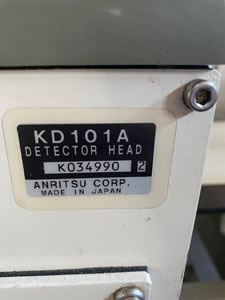 KD101A
DETECTOR HEAD
K034990 2
ANRITSU CORP.
MADE IN JAPAN